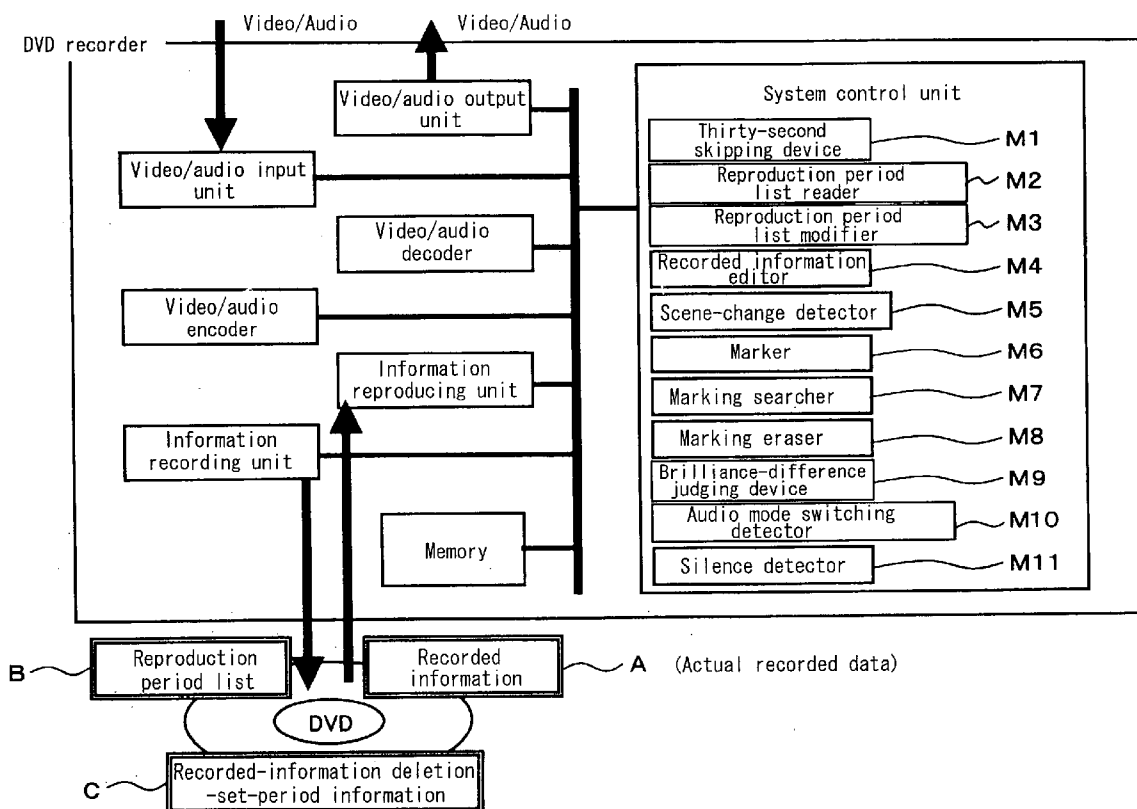 Video/Audio
Video/Audio
DVD recorder
Video/audio output
unit
System control unit
Thirty-second
skipping device
M1
Video/audio input
unit
Reproduction period
list reader
M2
Reproduction period
list modifier
M3
Video/audio
decoder
Recorded information
editor
M4
Video/audio
encoder
Scene-change detector
M5
Marker
M6
Information
reproducing unit
Marking searcher
M7
Information
recording unit
Marking eraser
M8
Brilliance-difference
judging device
M9
Audio mode switching
detector
M10
Memory
Silence detector
M11
B
Reproduction
period list
Recorded
information
A
(Actual recorded data)
DVD
C
Recorded-information deletion
-set-period information